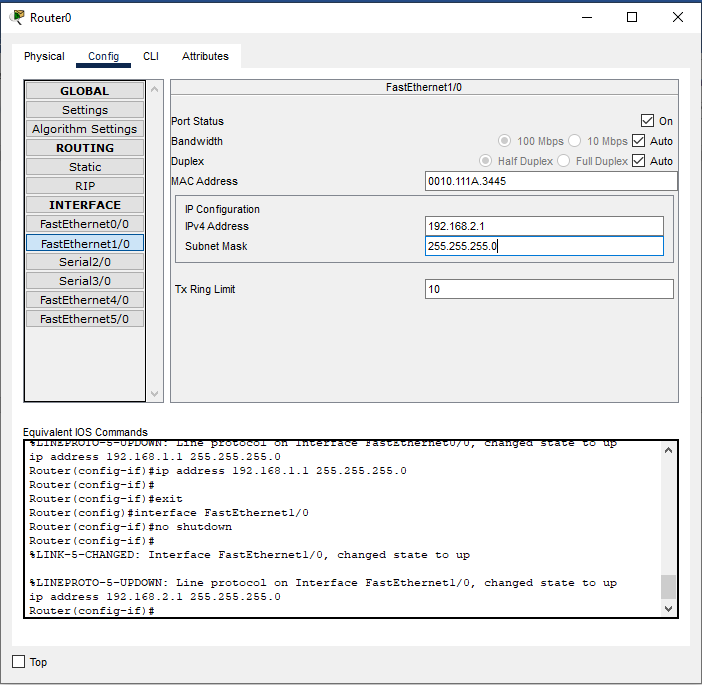 Router0
Physical Config CLI Attributes
GLOBAL
Settings
Algorithm Settings
ROUTING
Static
RIP
INTERFACE
FastEthernet0/0
FastEthernet1/0
Serial2/0
Serial3/0
FastEthernet4/0
FastEthernet5/0
FastEthernet1/0
Port Status On
Bandwidth 100 Mbps 10 Mbps Auto
Duplex Half Duplex Full Duplex Auto
MAC Address 0010.111A.3445
IP Configuration
IPv4 Address 192.168.2.1
Subnet Mask 255.255.255.0
Tx Ring Limit 10
Equivalent IOS Commands
%LINEPROTO-5-UPDOWN: Line protocol on Interface FastEthernet0/0, changed state to up
ip address 192.168.1.1 255.255.255.0
Router(config-if)#ip address 192.168.1.1 255.255.255.0
Router(config-if)#
Router(config-if)#exit
Router(config)#interface FastEthernet1/0
Router(config-if)#no shutdown
Router(config-if)#
%LINK-5-CHANGED: Interface FastEthernet1/0, changed state to up
%LINEPROTO-5-UPDOWN: Line protocol on Interface FastEthernet1/0, changed state to up
ip address 192.168.2.1 255.255.255.0
Router(config-if)#
Top